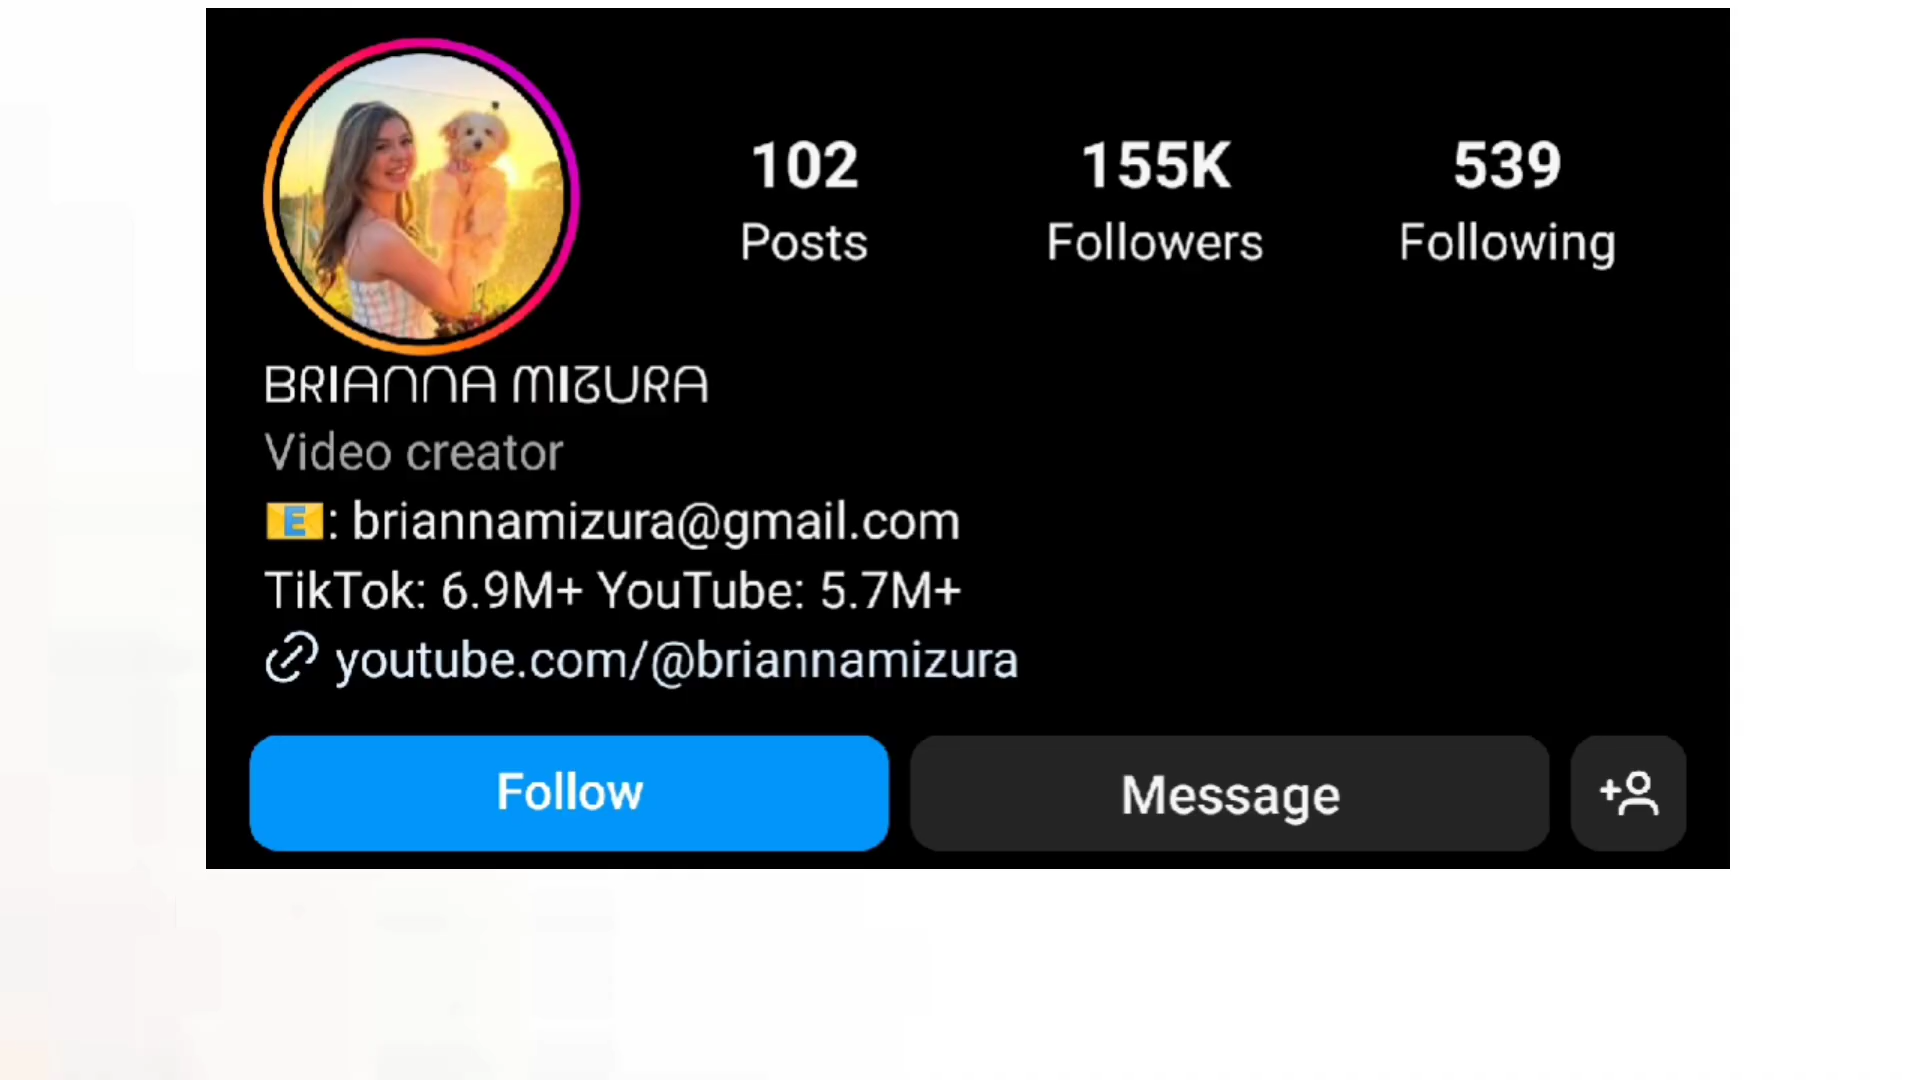 102 155K 539
Posts Followers Following
BRIANNA MIZURA
Video creator
📧: briannamizura@gmail.com
TikTok: 6.9M+ YouTube: 5.7M+
youtube.com/@briannamizura
Follow Message